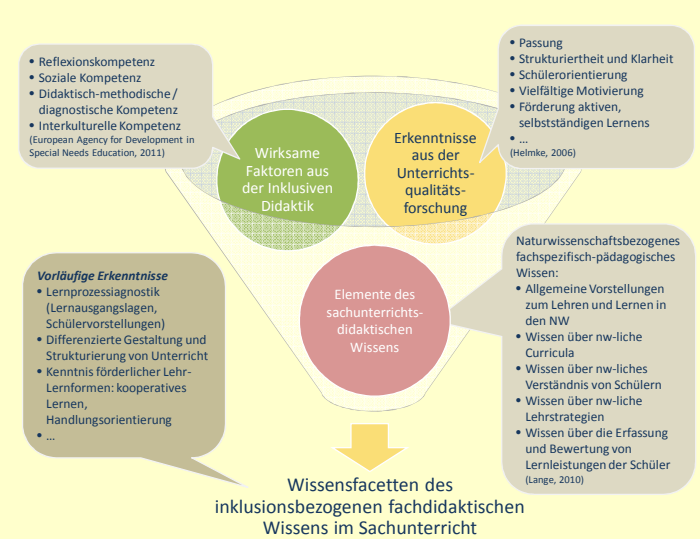 • Reflexionskompetenz
• Soziale Kompetenz
• Didaktisch-methodische/
diagnostische Kompetenz
• Interkulturelle Kompetenz
(European Agency for Development in
Special Needs Education, 2011)
• Passung
• Strukturiertheit und Klarheit
• Schülerorientierung
• Vielfältige Motivierung
• Förderung aktiven,
selbstständigen Lernens
• ...
(Helmke, 2006)
Wirksame
Faktoren aus
der Inklusiven
Didaktik
Erkenntnisse
aus der
Unterrichts-
qualitäts-
forschung
Elemente des
sachunterrichts-
didaktischen
Wissens
Naturwissenschaftsbezogenes
fachspezifisch-pädagogisches
Wissen:
• Allgemeine Vorstellungen
zum Lehren und Lernen in
den NW
• Wissen über nw-liche
Curricula
• Wissen über nw-liches
Verständnis von Schülern
• Wissen über nw-liche
Lehrstrategien
• Wissen über die Erfassung
und Bewertung von
Lernleistungen der Schüler
(Lange, 2010)
Vorläufige Erkenntnisse
• Lernprozessiagnostik
(Lernausgangslagen,
Schülervorstellungen)
• Differenzierte Gestaltung und
Strukturierung von Unterricht
• Kenntnis förderlicher Lehr-
Lernformen: kooperatives
Lernen,
Handlungsorientierung
• ...
Wissensfacetten des
inklusionsbezogenen fachdidaktischen
Wissens im Sachunterricht